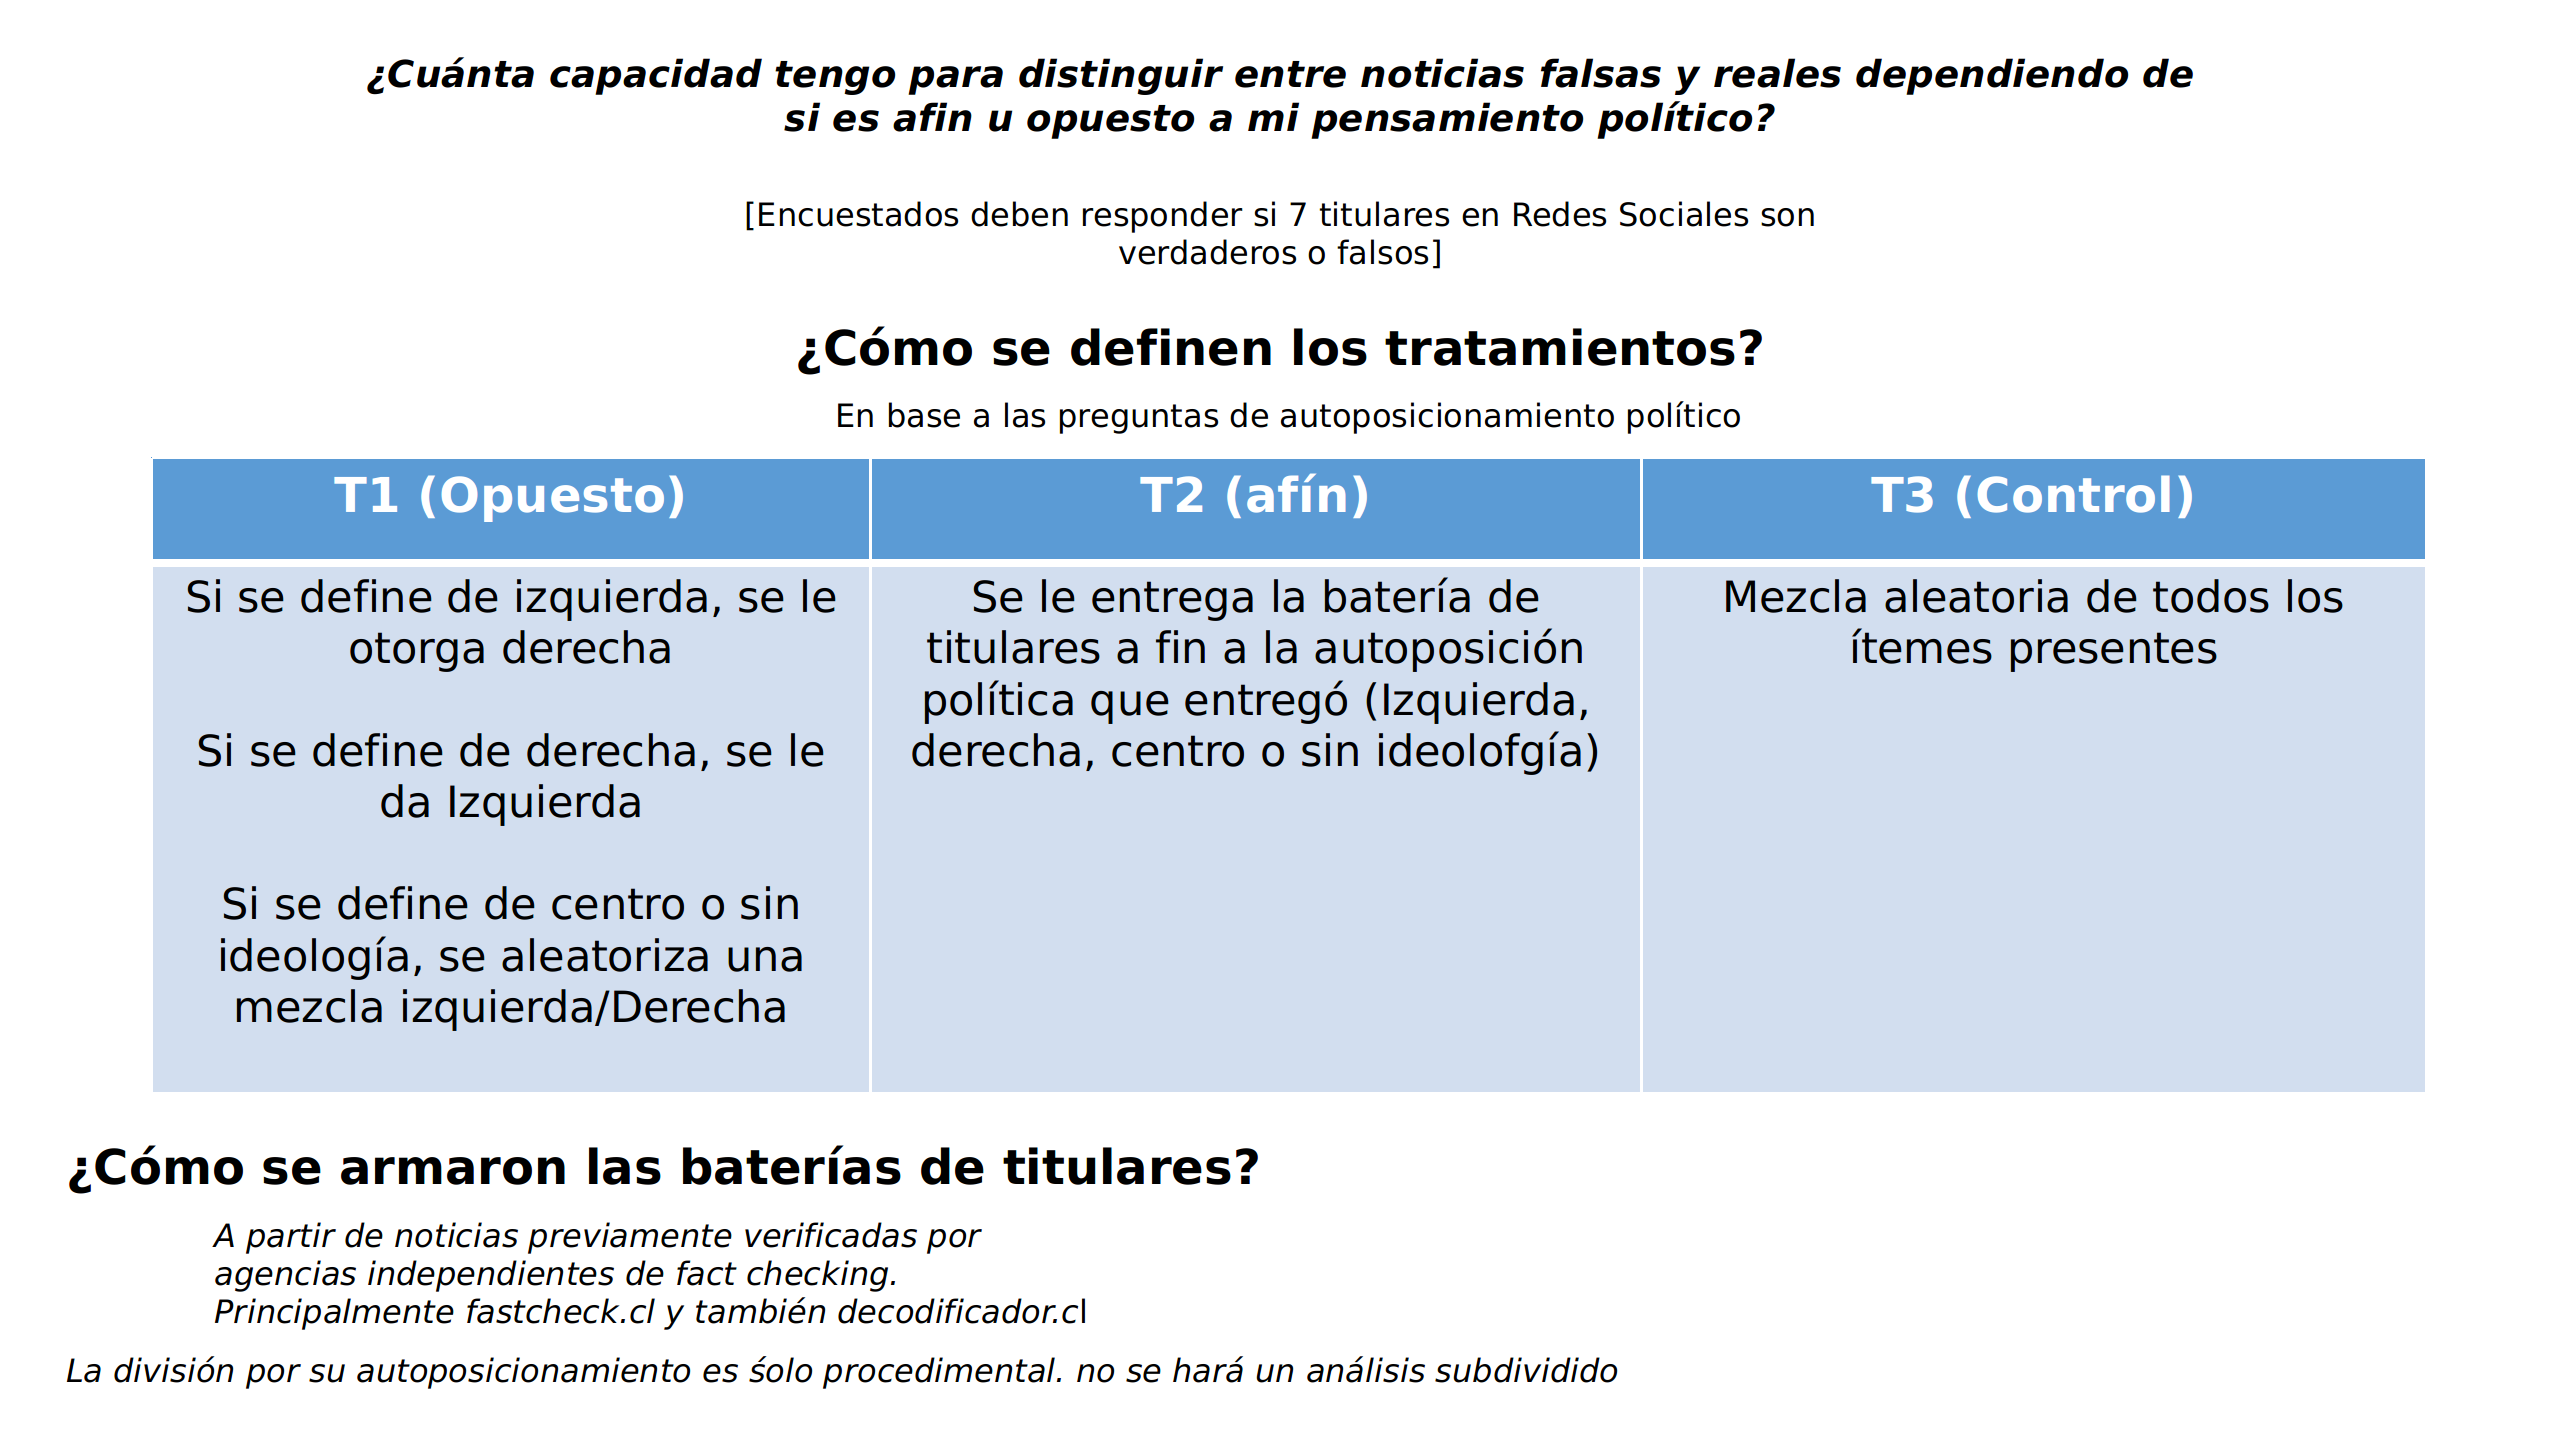 ¿Cuánta capacidad tengo para distinguir entre noticias falsas y reales dependiendo de
si es afin u opuesto a mi pensamiento político?
[Encuestados deben responder si 7 titulares en Redes Sociales son
verdaderos o falsos]
¿Cómo se definen los tratamientos?
En base a las preguntas de autoposicionamiento político
T1 (Opuesto)
T2 (afín)
T3 (Control)
Si se define de izquierda, se le
otorga derecha
Si se define de derecha, se le
da Izquierda
Si se define de centro o sin
ideología, se aleatoriza una
mezcla izquierda/Derecha
Se le entrega la batería de
titulares a fin a la autoposición
política que entregó (Izquierda,
derecha, centro o sin ideolofgía)
Mezcla aleatoria de todos los
ítemes presentes
¿Cómo se armaron las baterías de titulares?
A partir de noticias previamente verificadas por
agencias independientes de fact checking.
Principalmente fastcheck.cl y también decodificador.cl
La división por su autoposicionamiento es śolo procedimental. no se hará un análisis subdividido